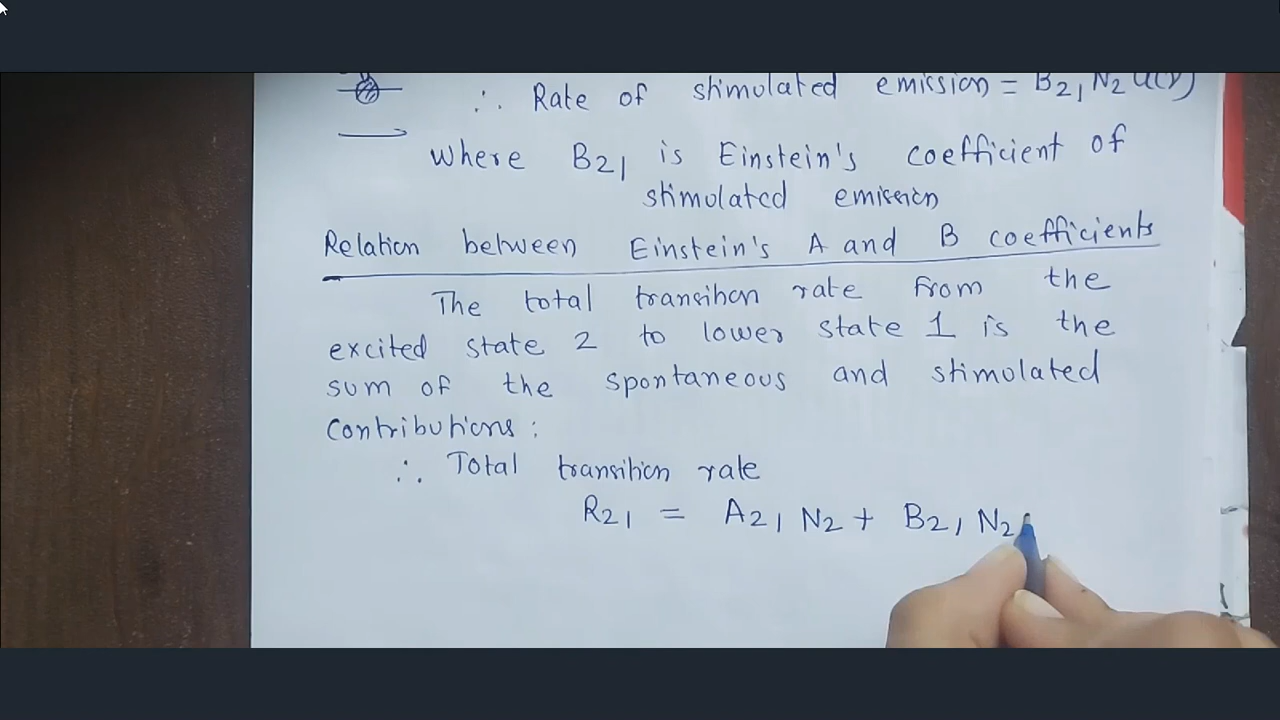 ∴ Rate of stimulated emission = B₂₁ N₂ u(ν)
where B₂₁ is Einstein's coefficient of
stimulated emission
Relation between Einstein's A and B coefficients
The total transition rate from the
excited state 2 to lower state 1 is the
sum of the spontaneous and stimulated
contributions :
∴ Total transition rate
R₂₁ = A₂₁ N₂ + B₂₁ N₂